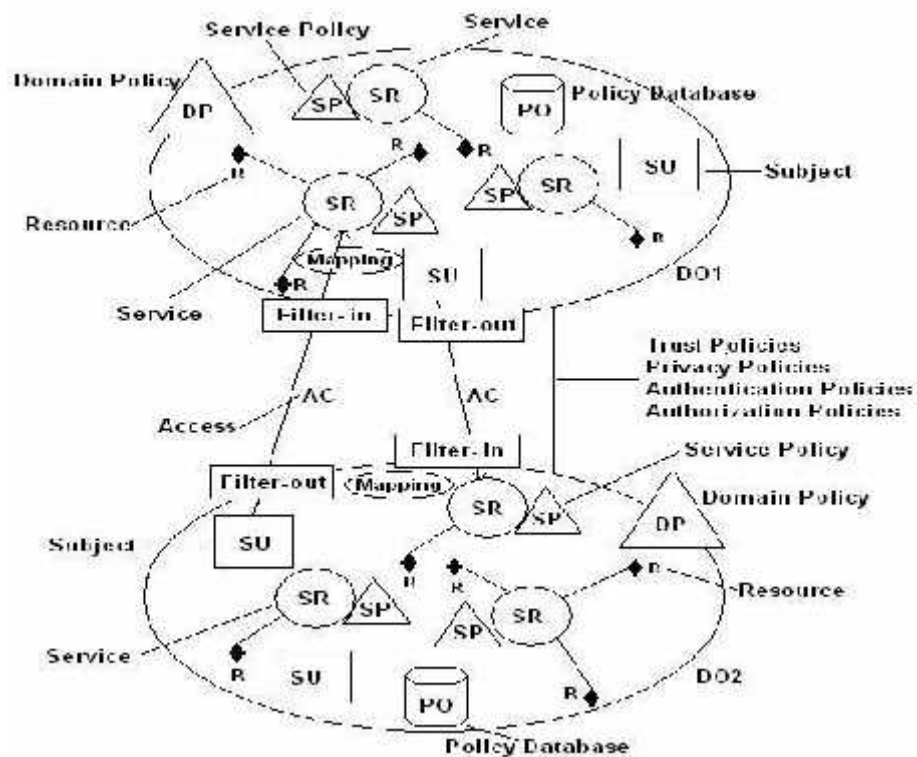 Service Policy
Service
Domain Policy
DP
SP
SR
Policy Database
PO
R
R
R
SP
SR
SU
Subject
Resource
SR
SP
R
Mapping
R
SU
DO1
Service
Filter-in
Filter-out
Trust Policies
Privacy Policies
Authentication Policies
Authorization Policies
AC
AC
Access
Filter-In
Service Policy
Filter-out
Mapping
Domain Policy
SR
SP
DP
Subject
SU
R
R
R
Resource
SR
SP
SP
SR
Service
R
SU
R
DO2
PO
Policy Database